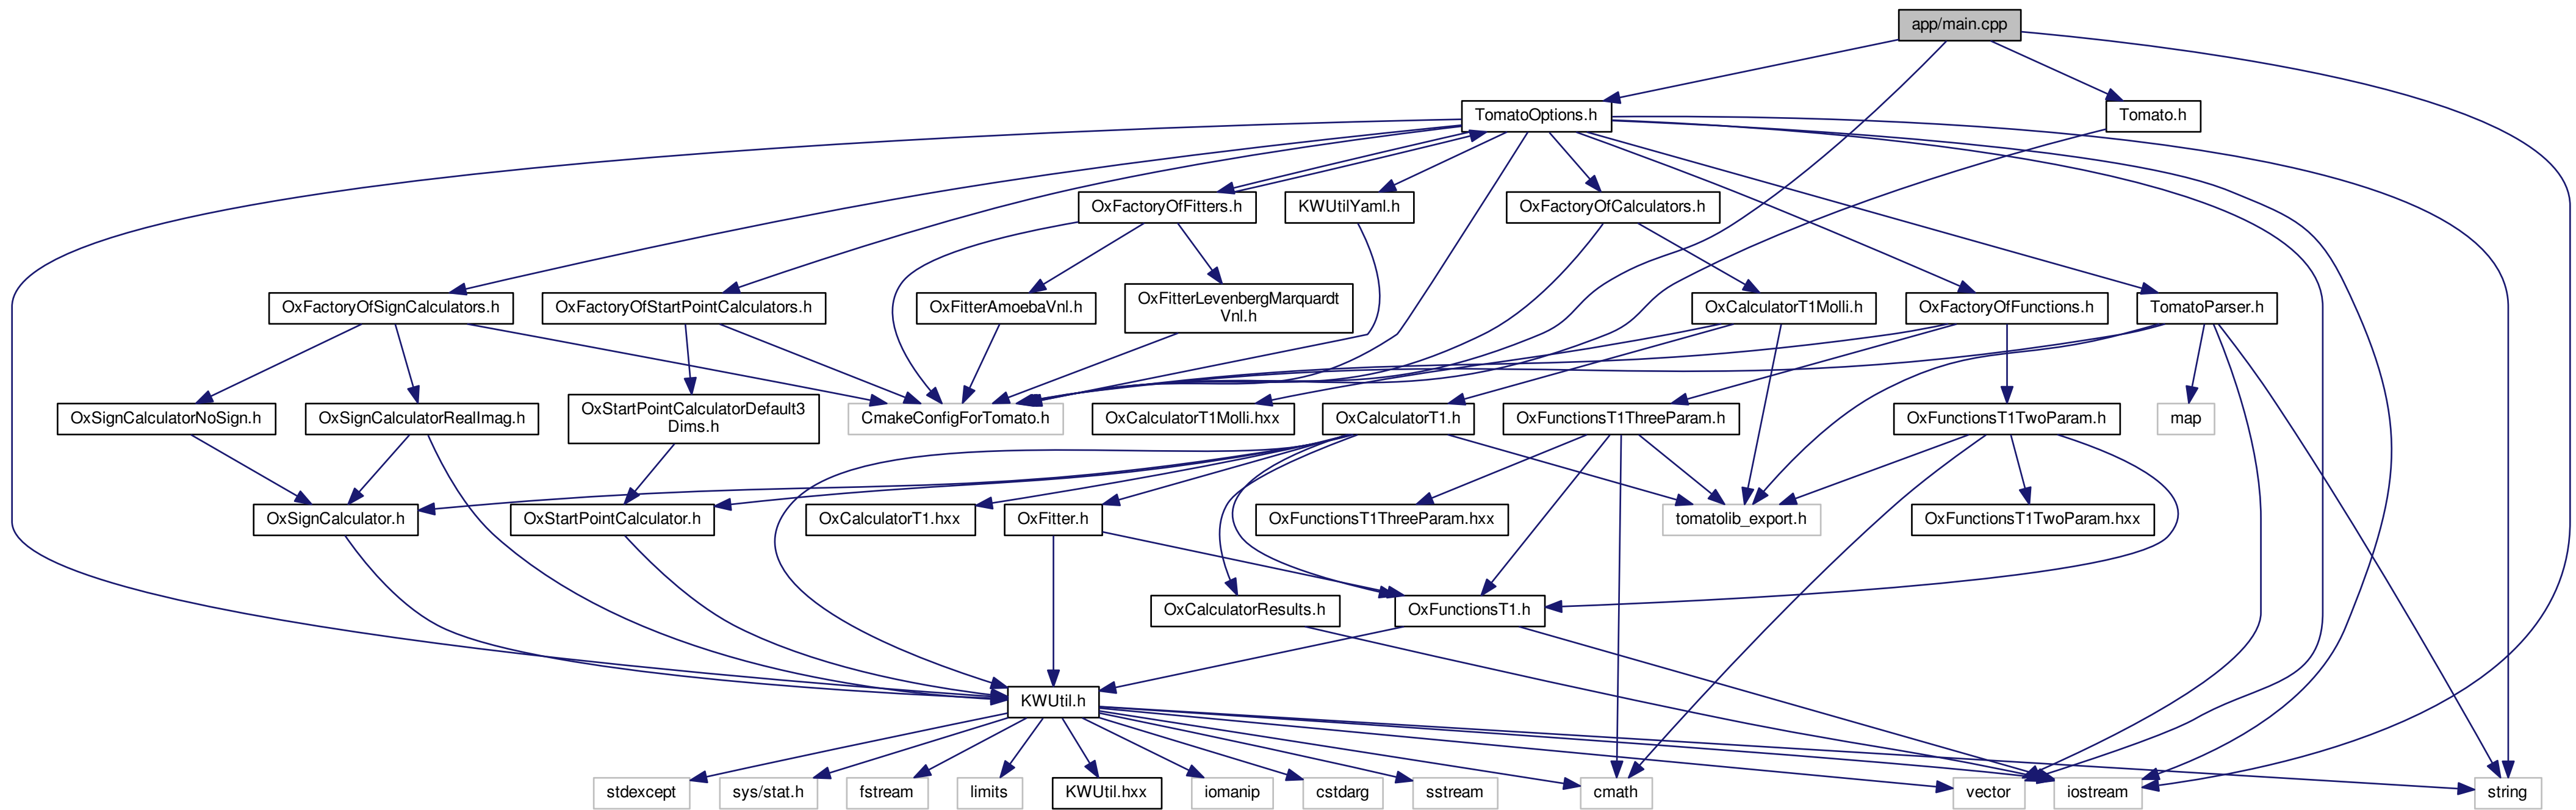 app/main.cpp
TomatoOptions.h
Tomato.h
OxFactoryOfFitters.h
KWUtilYaml.h
OxFactoryOfCalculators.h
OxFactoryOfSignCalculators.h
OxFactoryOfStartPointCalculators.h
OxFitterAmoebaVnl.h
OxFitterLevenbergMarquardt
Vnl.h
OxCalculatorT1Molli.h
OxFactoryOfFunctions.h
TomatoParser.h
OxSignCalculatorNoSign.h
OxSignCalculatorRealImag.h
OxStartPointCalculatorDefault3
Dims.h
CmakeConfigForTomato.h
OxCalculatorT1Molli.hxx
OxCalculatorT1.h
OxFunctionsT1ThreeParam.h
OxFunctionsT1TwoParam.h
map
OxSignCalculator.h
OxStartPointCalculator.h
OxCalculatorT1.hxx
OxFitter.h
OxFunctionsT1ThreeParam.hxx
tomatolib_export.h
OxFunctionsT1TwoParam.hxx
OxCalculatorResults.h
OxFunctionsT1.h
KWUtil.h
stdexcept
sys/stat.h
fstream
limits
KWUtil.hxx
iomanip
cstdarg
sstream
cmath
vector
iostream
string